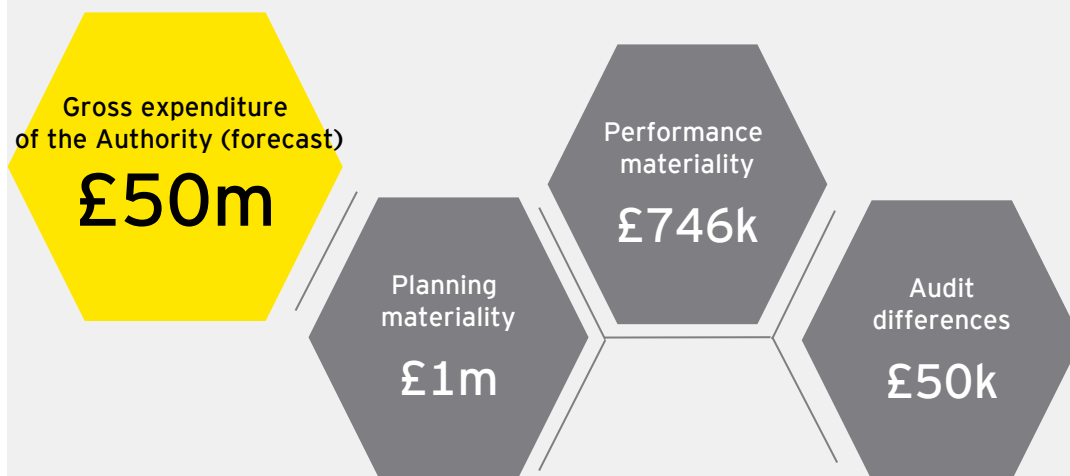 Gross expenditure
of the Authority (forecast)
£50m
Planning
materiality
£1m
Performance
materiality
£746k
Audit
differences
£50k